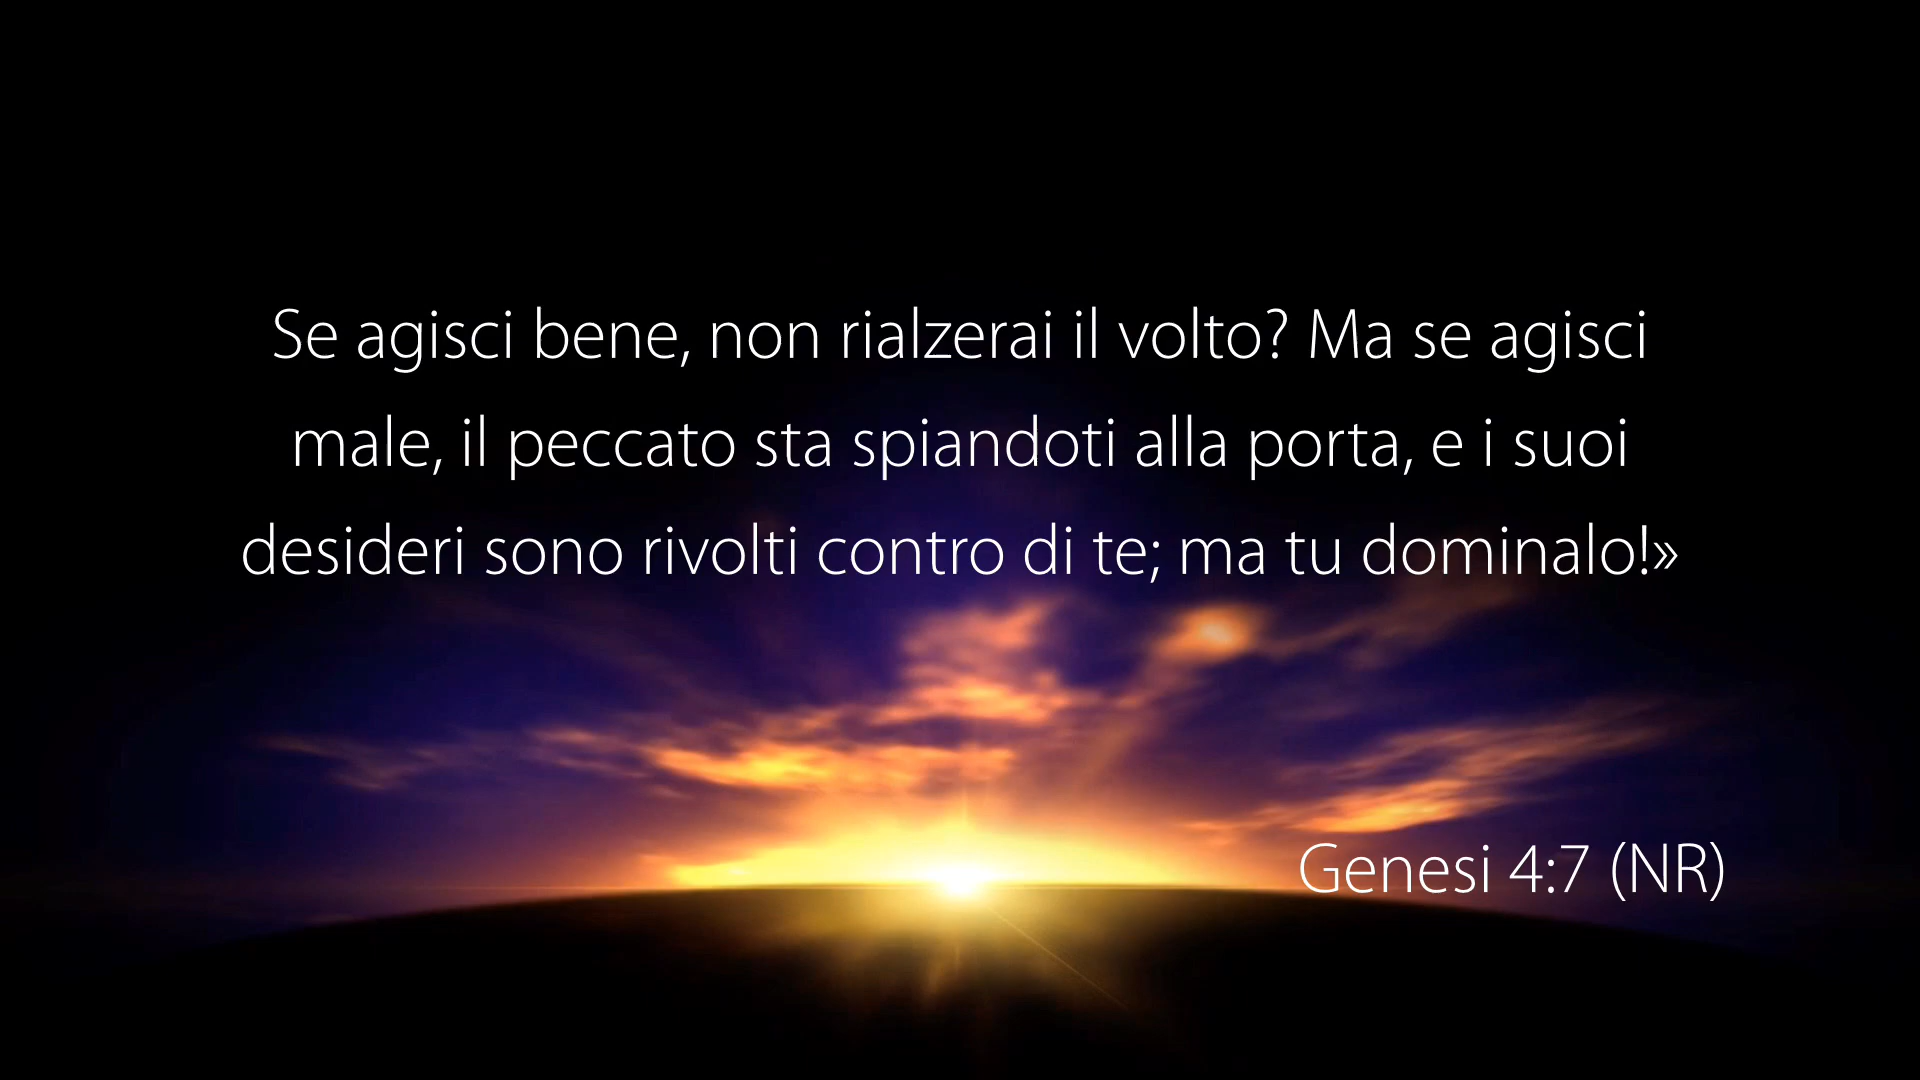 Se agisci bene, non rialzerai il volto? Ma se agisci
male, il peccato sta spiandoti alla porta, e i suoi
desideri sono rivolti contro di te; ma tu dominalo!»
Genesi 4:7 (NR)